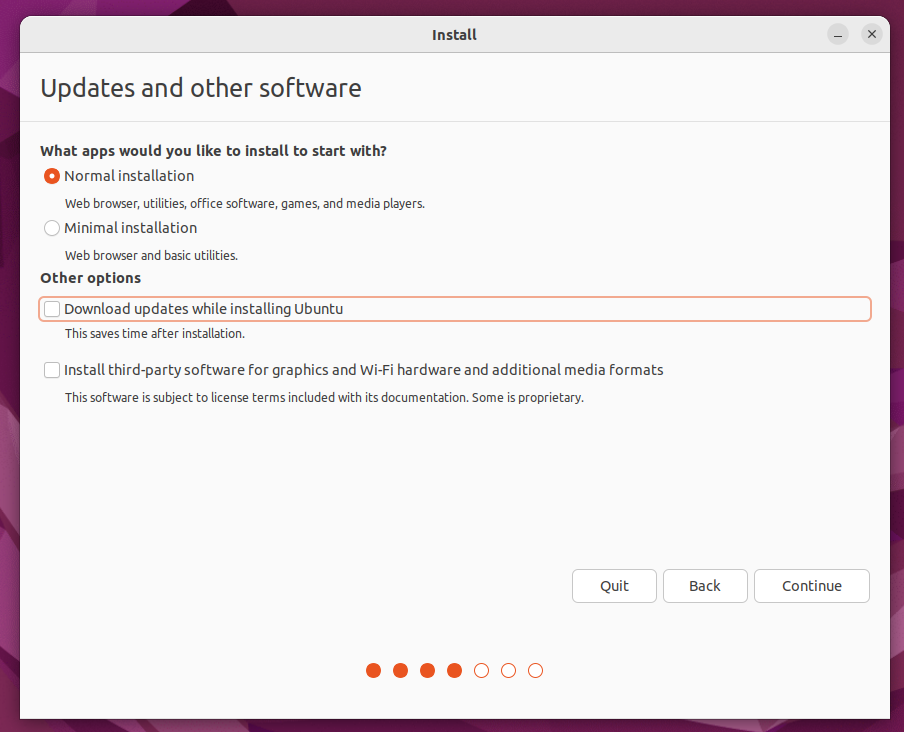 Install
Updates and other software
What apps would you like to install to start with?
Normal installation
Web browser, utilities, office software, games, and media players.
Minimal installation
Web browser and basic utilities.
Other options
Download updates while installing Ubuntu
This saves time after installation.
Install third-party software for graphics and Wi-Fi hardware and additional media formats
This software is subject to license terms included with its documentation. Some is proprietary.
Quit Back Continue